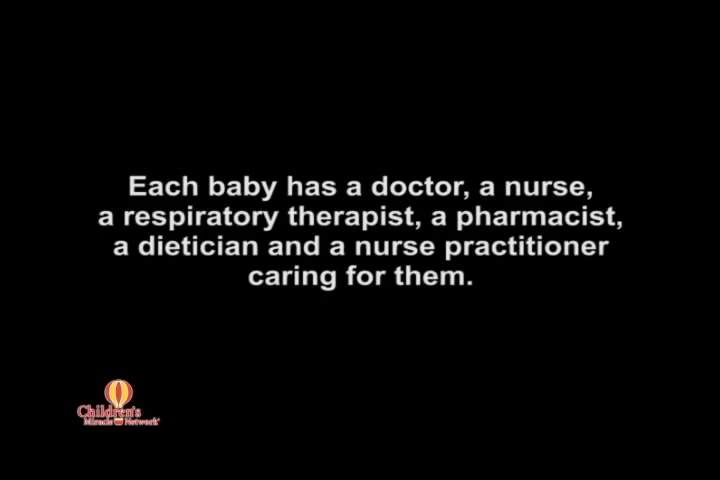 Each baby has a doctor, a nurse,
a respiratory therapist, a pharmacist,
a dietician and a nurse practitioner
caring for them.
Children's
Miracle Network